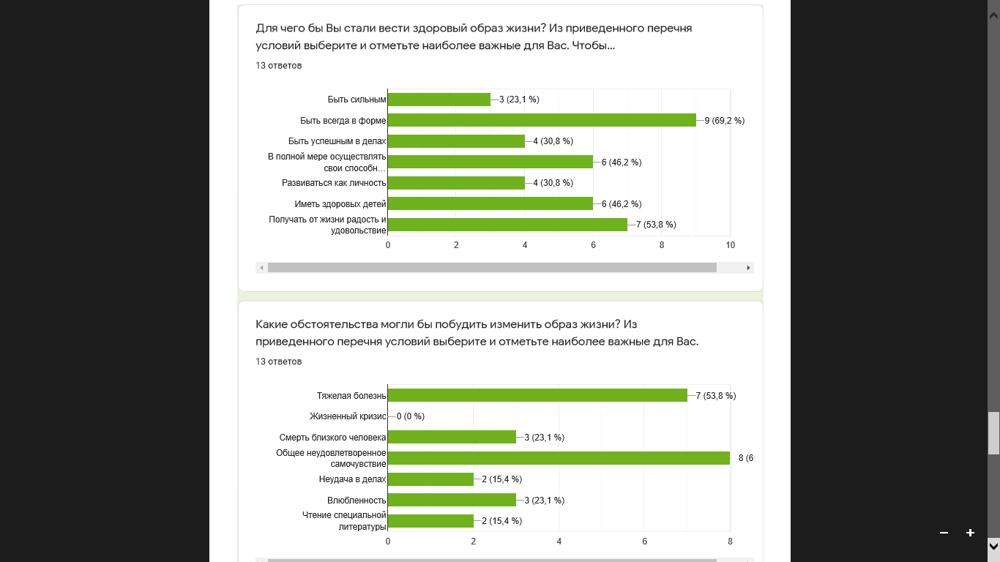 Для чего бы Вы стали вести здоровый образ жизни? Из приведенного перечня
условий выберите и отметьте наиболее важные для Вас. Чтобы...
13 ответов
Быть сильным
3 (23,1 %)
Быть всегда в форме
9 (69,2 %)
Быть успешным в делах
4 (30,8 %)
В полной мере осуществлять
свои способн…
6 (46,2 %)
Развиваться как личность
4 (30,8 %)
Иметь здоровых детей
6 (46,2 %)
Получать от жизни радость и
удовольствие
7 (53,8 %)
0 2 4 6 8 10
Какие обстоятельства могли бы побудить изменить образ жизни? Из
приведенного перечня условий выберите и отметьте наиболее важные для Вас.
13 ответов
Тяжелая болезнь
7 (53,8 %)
Жизненный кризис
0 (0 %)
Смерть близкого человека
3 (23,1 %)
Общее неудовлетворенное
самочувствие
8 (6
Неудача в делах
2 (15,4 %)
Влюбленность
3 (23,1 %)
Чтение специальной
литературы
2 (15,4 %)
0 2 4 6 8